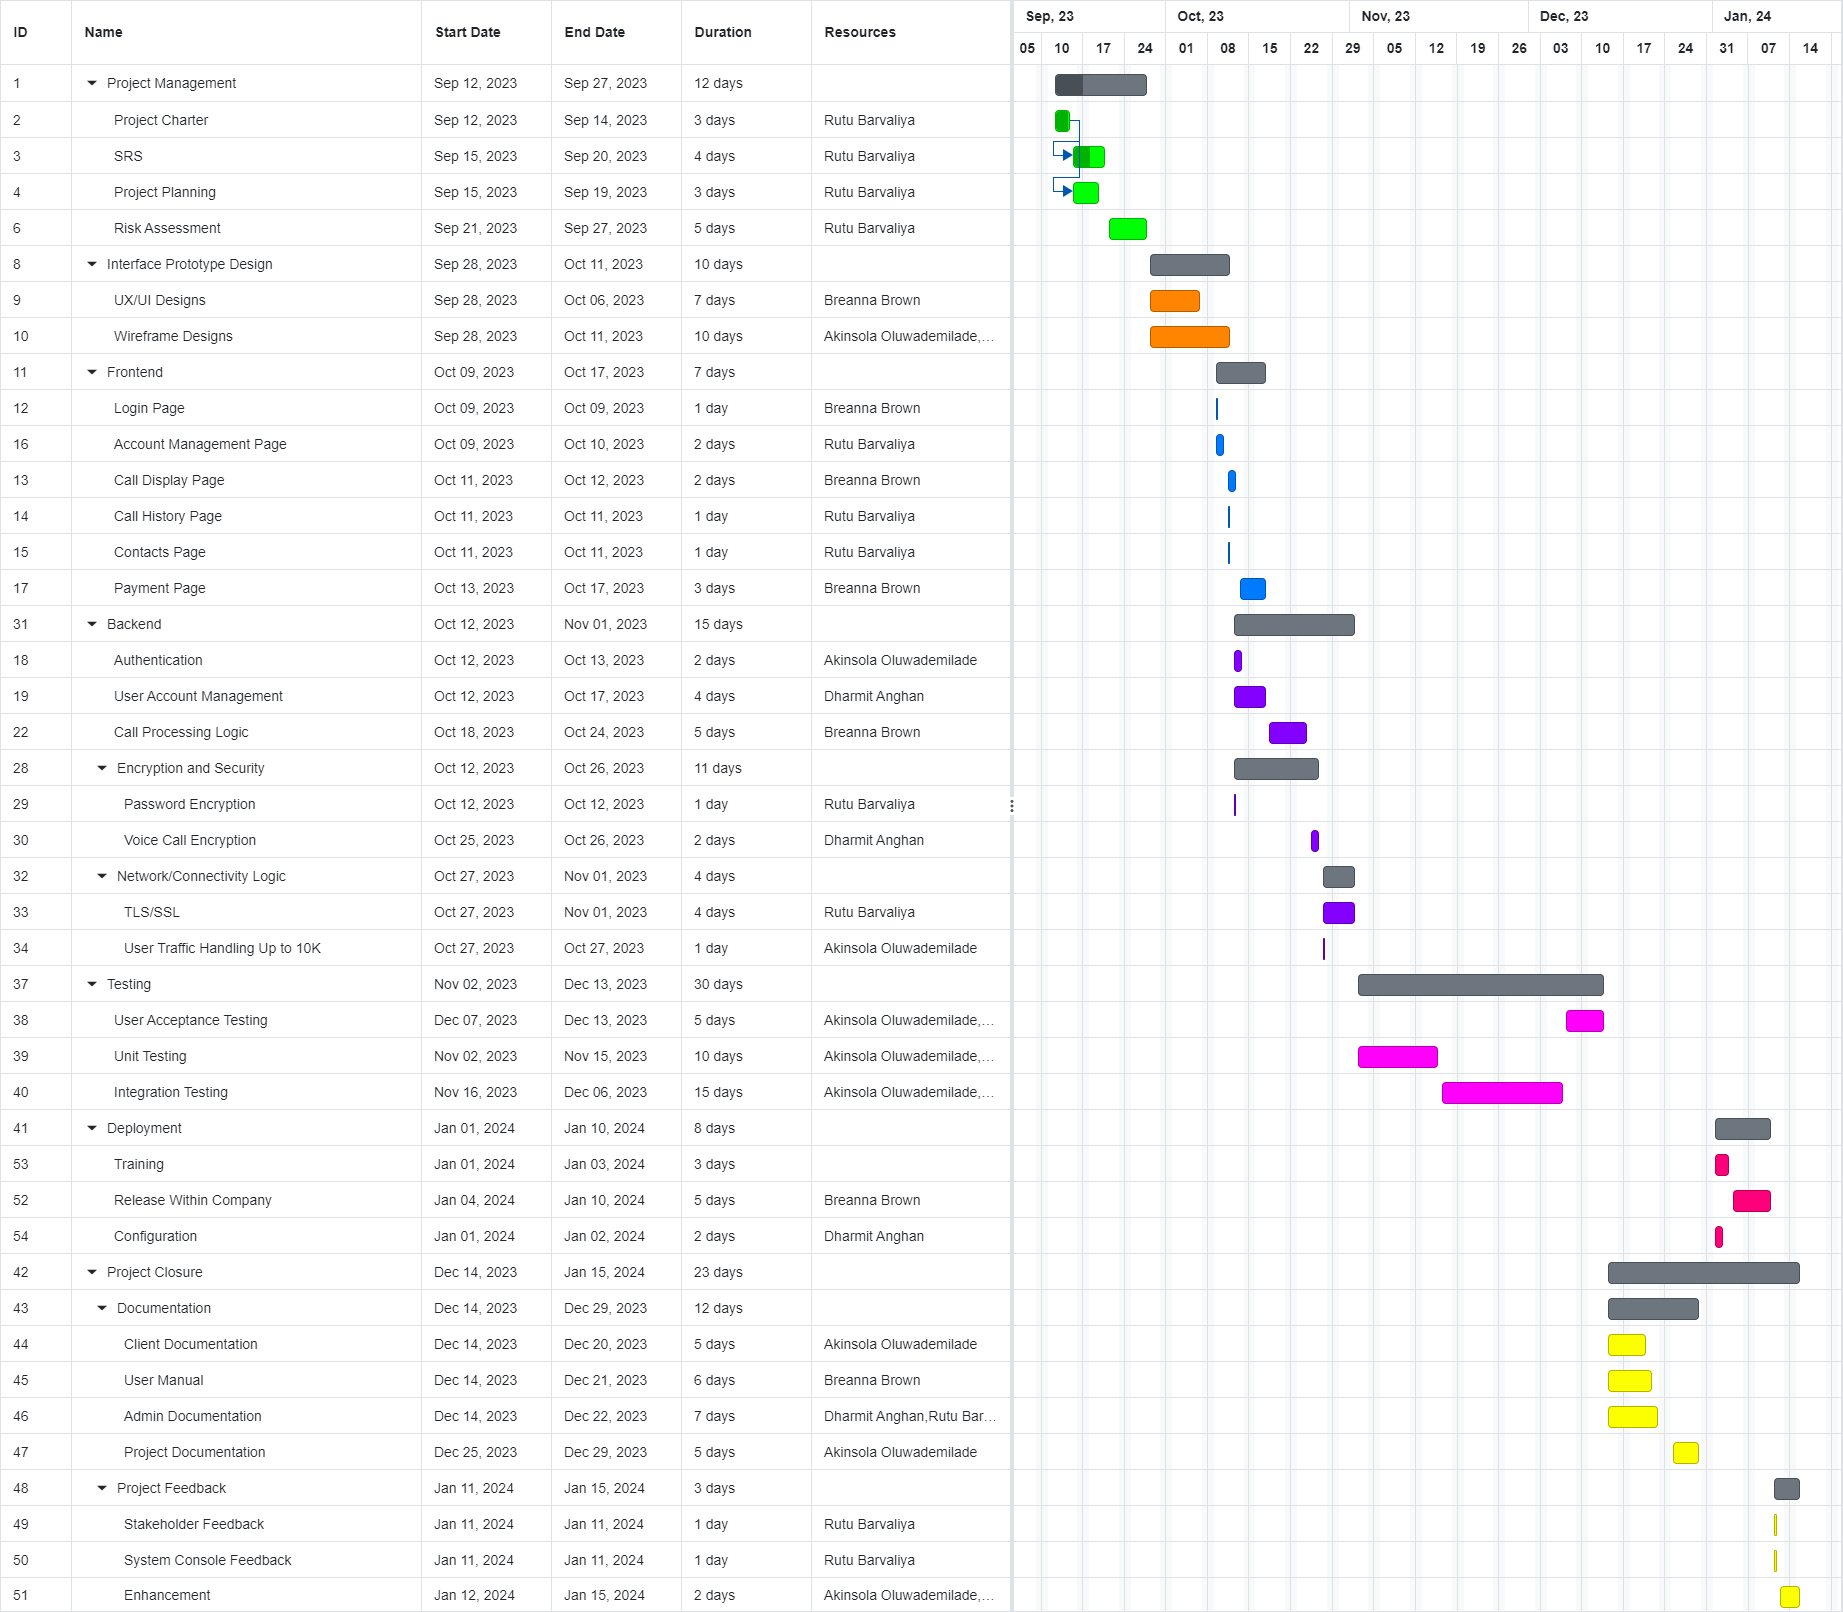 ID Name Start Date End Date Duration Resources Sep, 23 Oct, 23 Nov, 23 Dec, 23 Jan, 24
05 10 17 24 01 08 15 22 29 05 12 19 26 03 10 17 24 31 07 14
1 Project Management Sep 12, 2023 Sep 27, 2023 12 days
2 Project Charter Sep 12, 2023 Sep 14, 2023 3 days Rutu Barvaliya
3 SRS Sep 15, 2023 Sep 20, 2023 4 days Rutu Barvaliya
4 Project Planning Sep 15, 2023 Sep 19, 2023 3 days Rutu Barvaliya
6 Risk Assessment Sep 21, 2023 Sep 27, 2023 5 days Rutu Barvaliya
8 Interface Prototype Design Sep 28, 2023 Oct 11, 2023 10 days
9 UX/UI Designs Sep 28, 2023 Oct 06, 2023 7 days Breanna Brown
10 Wireframe Designs Sep 28, 2023 Oct 11, 2023 10 days Akinsola Oluwademilade,...
11 Frontend Oct 09, 2023 Oct 17, 2023 7 days
12 Login Page Oct 09, 2023 Oct 09, 2023 1 day Breanna Brown
16 Account Management Page Oct 09, 2023 Oct 10, 2023 2 days Rutu Barvaliya
13 Call Display Page Oct 11, 2023 Oct 12, 2023 2 days Breanna Brown
14 Call History Page Oct 11, 2023 Oct 11, 2023 1 day Rutu Barvaliya
15 Contacts Page Oct 11, 2023 Oct 11, 2023 1 day Rutu Barvaliya
17 Payment Page Oct 13, 2023 Oct 17, 2023 3 days Breanna Brown
31 Backend Oct 12, 2023 Nov 01, 2023 15 days
18 Authentication Oct 12, 2023 Oct 13, 2023 2 days Akinsola Oluwademilade
19 User Account Management Oct 12, 2023 Oct 17, 2023 4 days Dharmit Anghan
22 Call Processing Logic Oct 18, 2023 Oct 24, 2023 5 days Breanna Brown
28 Encryption and Security Oct 12, 2023 Oct 26, 2023 11 days
29 Password Encryption Oct 12, 2023 Oct 12, 2023 1 day Rutu Barvaliya
30 Voice Call Encryption Oct 25, 2023 Oct 26, 2023 2 days Dharmit Anghan
32 Network/Connectivity Logic Oct 27, 2023 Nov 01, 2023 4 days
33 TLS/SSL Oct 27, 2023 Nov 01, 2023 4 days Rutu Barvaliya
34 User Traffic Handling Up to 10K Oct 27, 2023 Oct 27, 2023 1 day Akinsola Oluwademilade
37 Testing Nov 02, 2023 Dec 13, 2023 30 days
38 User Acceptance Testing Dec 07, 2023 Dec 13, 2023 5 days Akinsola Oluwademilade,...
39 Unit Testing Nov 02, 2023 Nov 15, 2023 10 days Akinsola Oluwademilade,...
40 Integration Testing Nov 16, 2023 Dec 06, 2023 15 days Akinsola Oluwademilade,...
41 Deployment Jan 01, 2024 Jan 10, 2024 8 days
53 Training Jan 01, 2024 Jan 03, 2024 3 days
52 Release Within Company Jan 04, 2024 Jan 10, 2024 5 days Breanna Brown
54 Configuration Jan 01, 2024 Jan 02, 2024 2 days Dharmit Anghan
42 Project Closure Dec 14, 2023 Jan 15, 2024 23 days
43 Documentation Dec 14, 2023 Dec 29, 2023 12 days
44 Client Documentation Dec 14, 2023 Dec 20, 2023 5 days Akinsola Oluwademilade
45 User Manual Dec 14, 2023 Dec 21, 2023 6 days Breanna Brown
46 Admin Documentation Dec 14, 2023 Dec 22, 2023 7 days Dharmit Anghan,Rutu Bar...
47 Project Documentation Dec 25, 2023 Dec 29, 2023 5 days Akinsola Oluwademilade
48 Project Feedback Jan 11, 2024 Jan 15, 2024 3 days
49 Stakeholder Feedback Jan 11, 2024 Jan 11, 2024 1 day Rutu Barvaliya
50 System Console Feedback Jan 11, 2024 Jan 11, 2024 1 day Rutu Barvaliya
51 Enhancement Jan 12, 2024 Jan 15, 2024 2 days Akinsola Oluwademilade,...